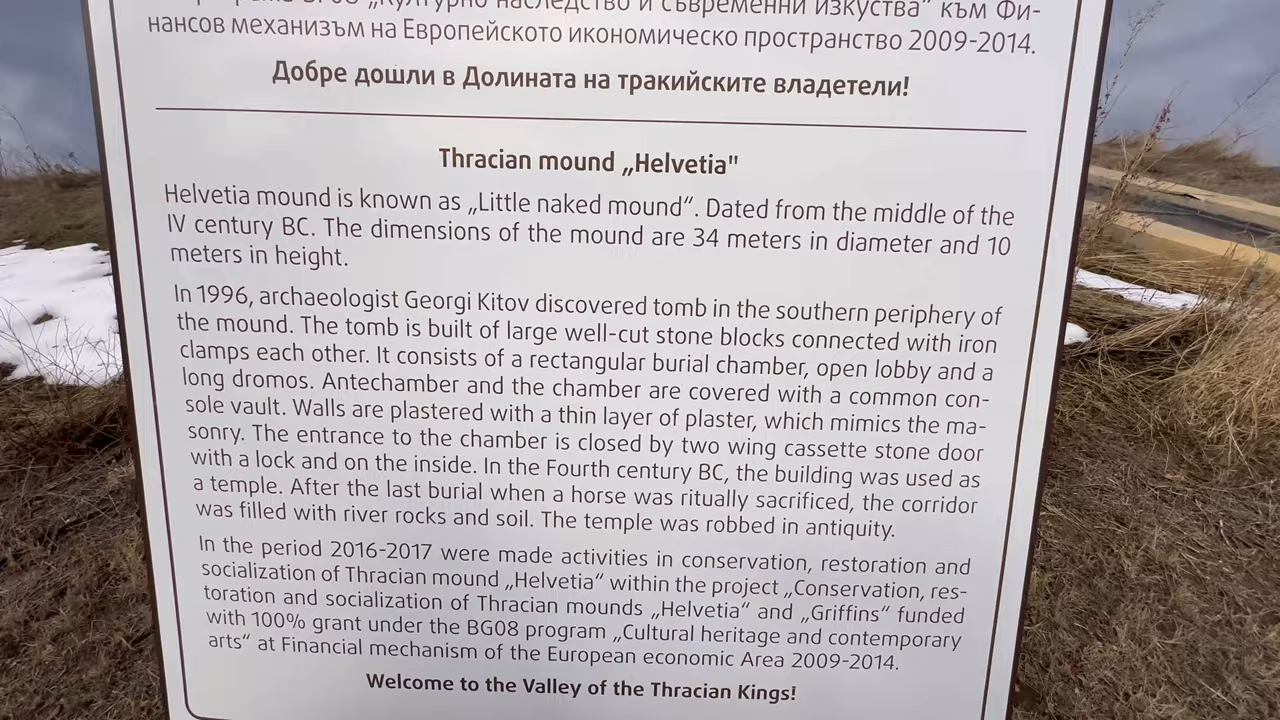 „Културно наследство и съвременни изкуства“ към Фи-
нансов механизъм на Европейското икономическо пространство 2009-2014.
Добре дошли в Долината на тракийските владетели!
Thracian mound „Helvetia"
Helvetia mound is known as „Little naked mound“. Dated from the middle of the
IV century BC. The dimensions of the mound are 34 meters in diameter and 10
meters in height.
In 1996, archaeologist Georgi Kitov discovered tomb in the southern periphery of
the mound. The tomb is built of large well-cut stone blocks connected with iron
clamps each other. It consists of a rectangular burial chamber, open lobby and a
long dromos. Antechamber and the chamber are covered with a common con-
sole vault. Walls are plastered with a thin layer of plaster, which mimics the ma-
sonry. The entrance to the chamber is closed by two wing cassette stone door
with a lock and on the inside. In the Fourth century BC, the building was used as
a temple. After the last burial when a horse was ritually sacrificed, the corridor
was filled with river rocks and soil. The temple was robbed in antiquity.
In the period 2016-2017 were made activities in conservation, restoration and
socialization of Thracian mound „Helvetia“ within the project „Conservation, res-
toration and socialization of Thracian mounds „Helvetia“ and „Griffins“ funded
with 100% grant under the BG08 program „Cultural heritage and contemporary
arts“ at Financial mechanism of the European economic Area 2009-2014.
Welcome to the Valley of the Thracian Kings!